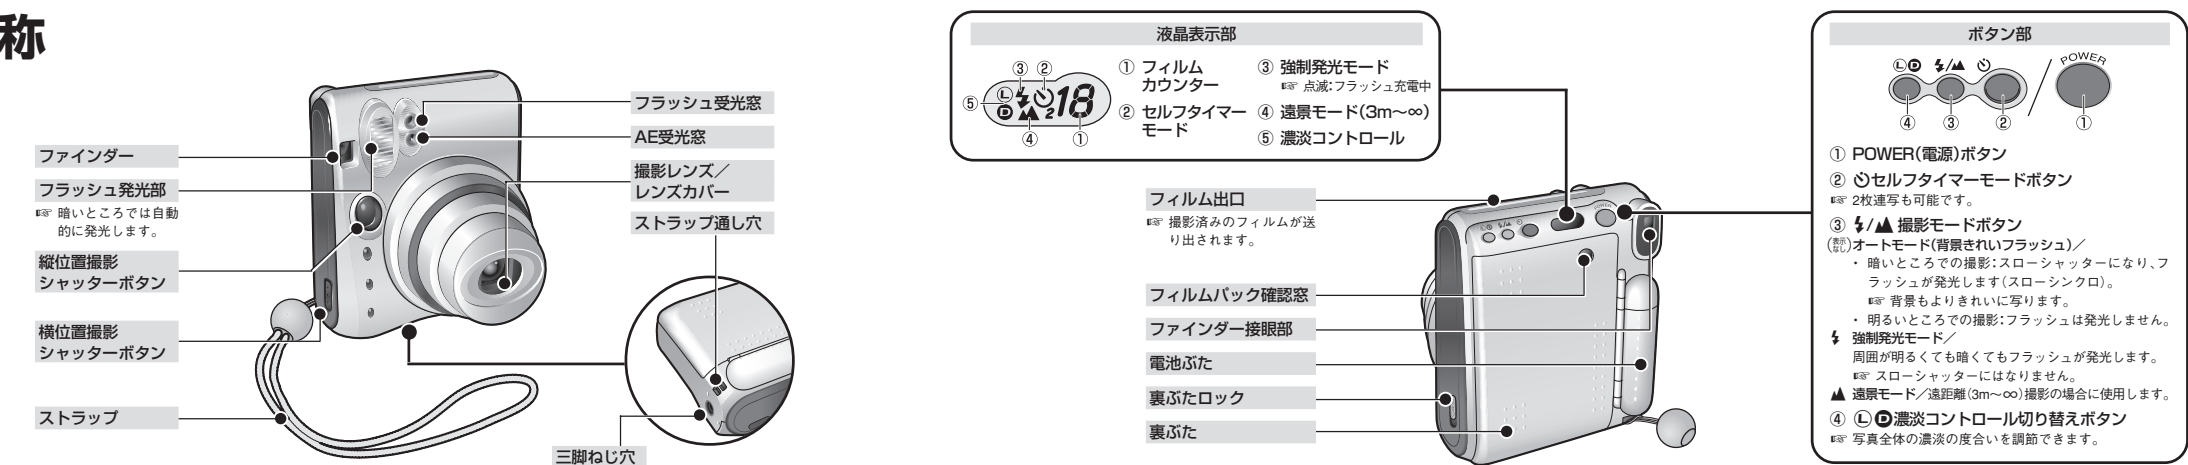 称
ファインダー
フラッシュ発光部
☞ 暗いところでは自動
的に発光します。
縦位置撮影
シャッターボタン
横位置撮影
シャッターボタン
ストラップ
フラッシュ受光窓
AE受光窓
撮影レンズ／
レンズカバー
ストラップ通し穴
三脚ねじ穴
液晶表示部
③ ②
⑤ Ⓛ 2 18
D
④ ①
① フィルム
カウンター
② セルフタイマー
モード
③ 強制発光モード
☞ 点滅：フラッシュ充電中
④ 遠景モード（3m〜∞）
⑤ 濃淡コントロール
フィルム出口
☞ 撮影済みのフィルムが送
り出されます。
フィルムパック確認窓
ファインダー接眼部
電池ぶた
裏ぶたロック
裏ぶた
POWER
ボタン部
Ⓛ D / POWER
④ ③ ② ①
① POWER（電源）ボタン
② セルフタイマーモードボタン
☞ 2枚連写も可能です。
③ / 撮影モードボタン
（表示なし）オートモード（背景きれいフラッシュ）／
・ 暗いところでの撮影：スローシャッターになり、フ
ラッシュが発光します（スローシンクロ）。
☞ 背景もよりきれいに写ります。
・ 明るいところでの撮影：フラッシュは発光しません。
強制発光モード／
周囲が明るくても暗くてもフラッシュが発光します。
☞ スローシャッターにはなりません。
遠景モード／遠距離（3m〜∞）撮影の場合に使用します。
④ Ⓛ D 濃淡コントロール切り替えボタン
☞ 写真全体の濃淡の度合いを調節できます。